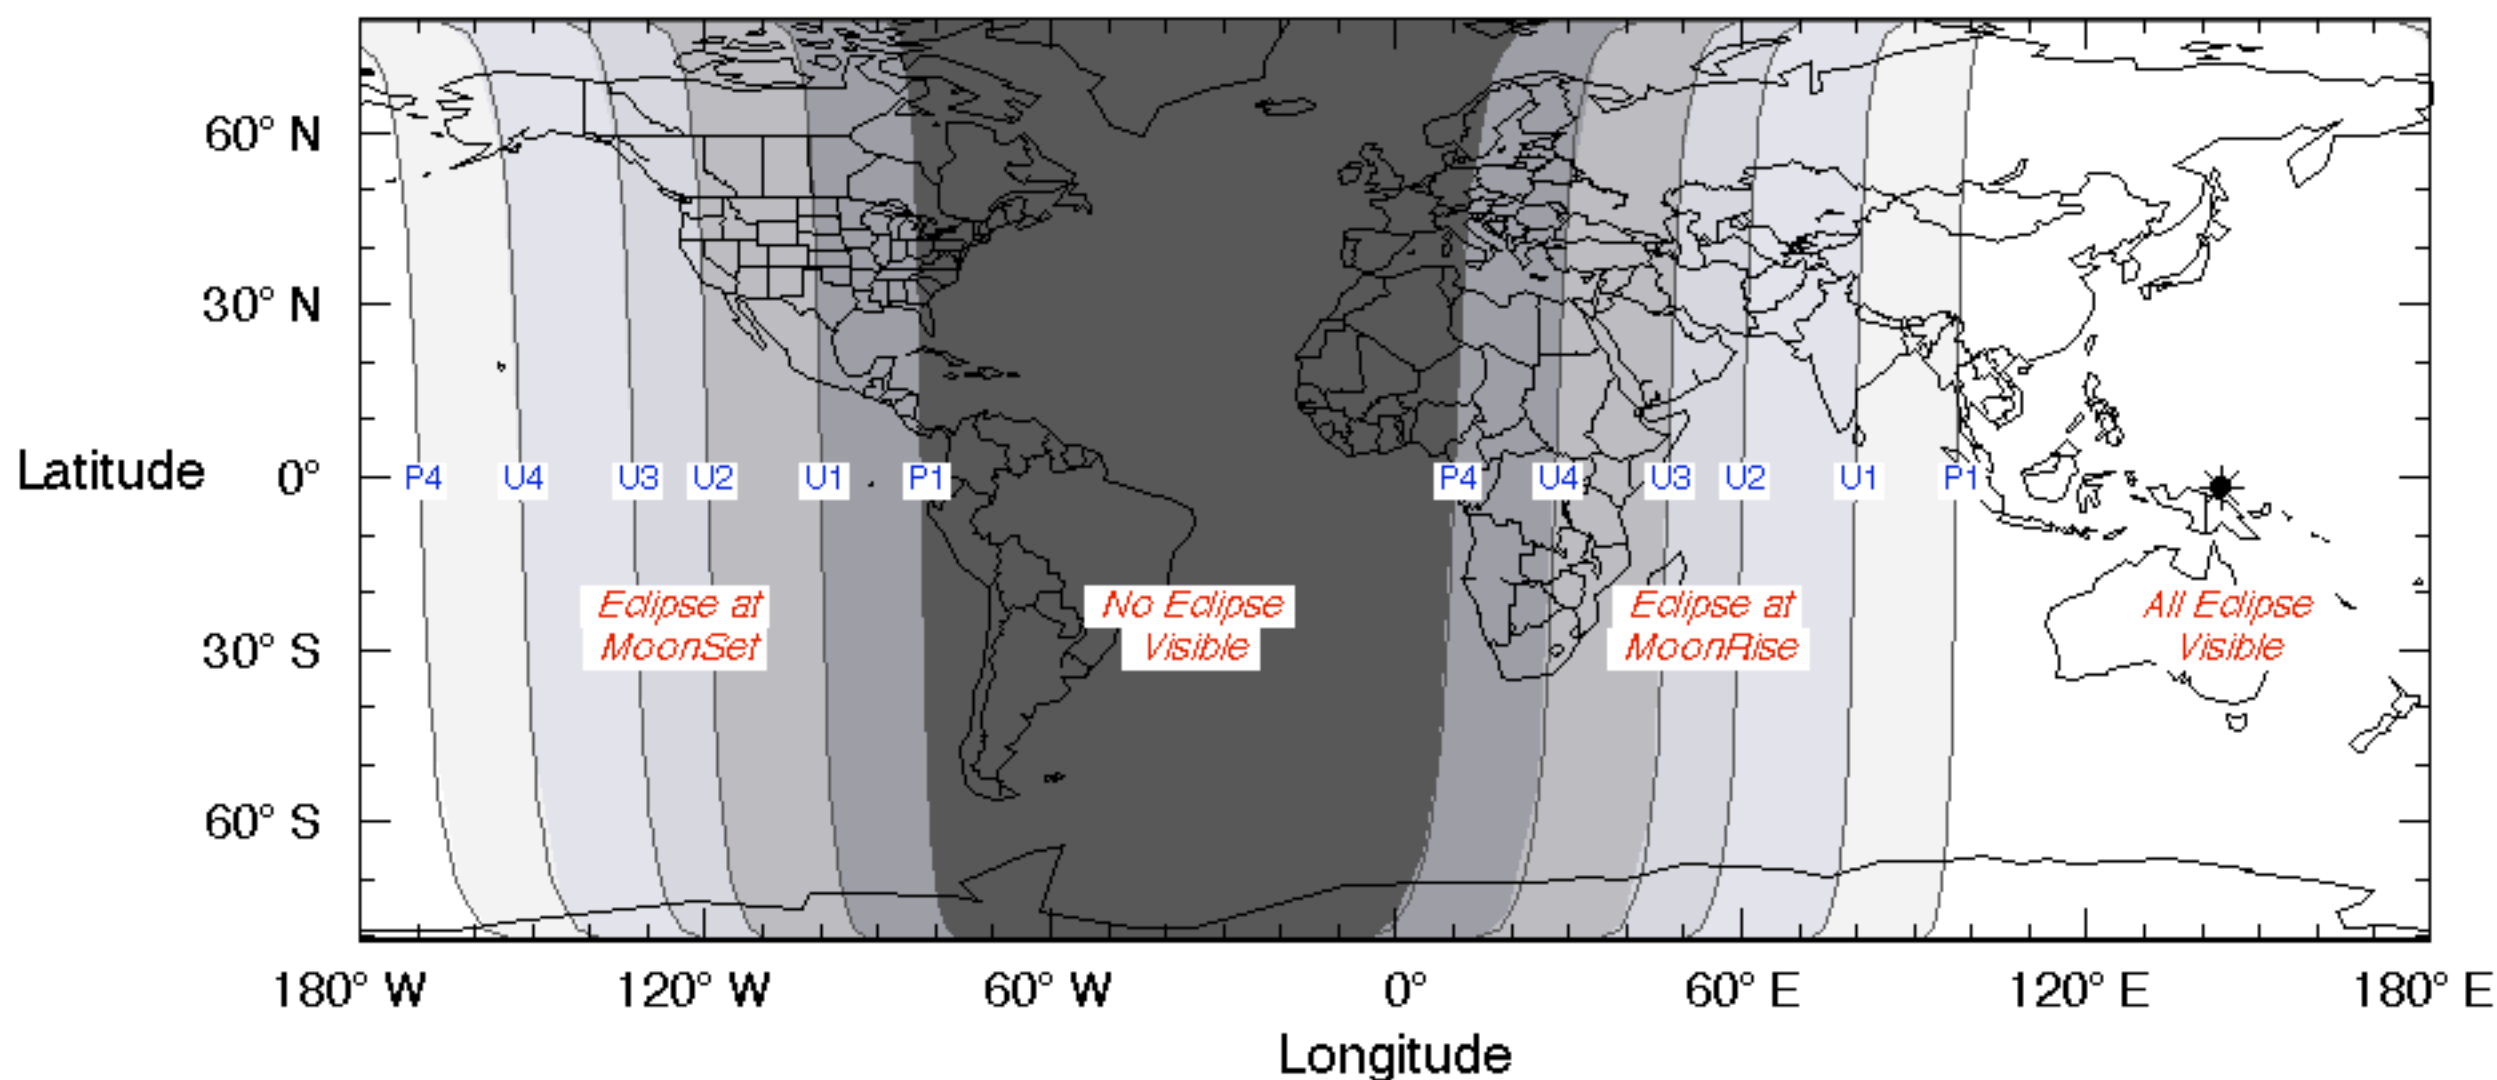 60° N
30° N
Latitude 0°
P4 U4 U3 U2 U1 P1 P4 U4 U3 U2 U1 P1
Eclipse at No Eclipse Eclipse at All Eclipse
MoonSet Visible MoonRise Visible
30° S
60° S
180° W 120° W 60° W 0° 60° E 120° E 180° E
Longitude